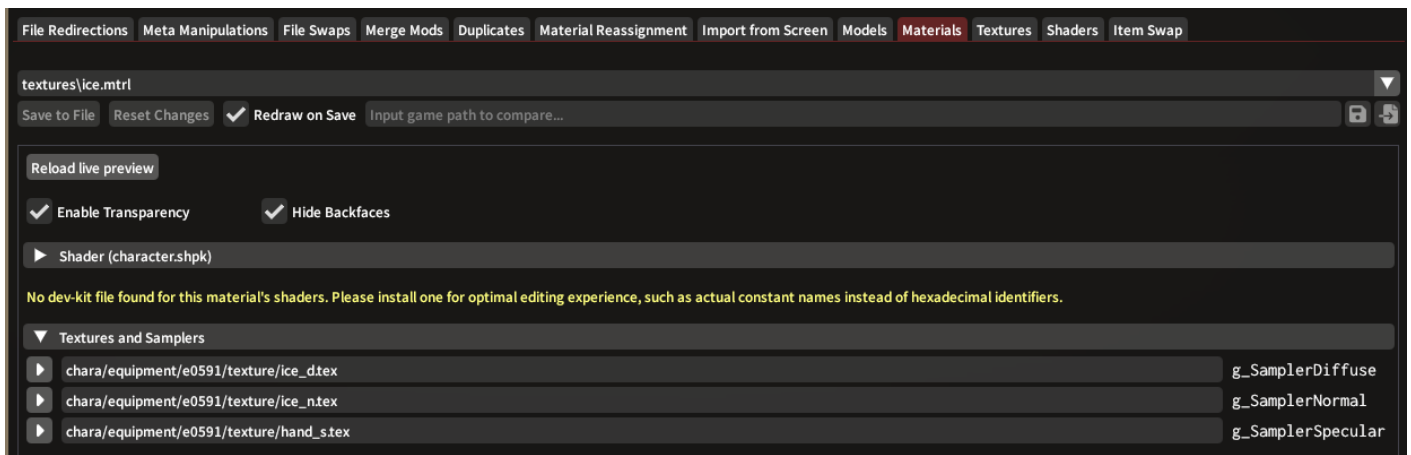 File Redirections Meta Manipulations File Swaps Merge Mods Duplicates Material Reassignment Import from Screen Models Materials Textures Shaders Item Swap
textures\ice.mtrl
Save to File Reset Changes Redraw on Save Input game path to compare...
Reload live preview
Enable Transparency Hide Backfaces
Shader (character.shpk)
No dev-kit file found for this material's shaders. Please install one for optimal editing experience, such as actual constant names instead of hexadecimal identifiers.
Textures and Samplers
chara/equipment/e0591/texture/ice_d.tex g_SamplerDiffuse
chara/equipment/e0591/texture/ice_n.tex g_SamplerNormal
chara/equipment/e0591/texture/hand_s.tex g_SamplerSpecular